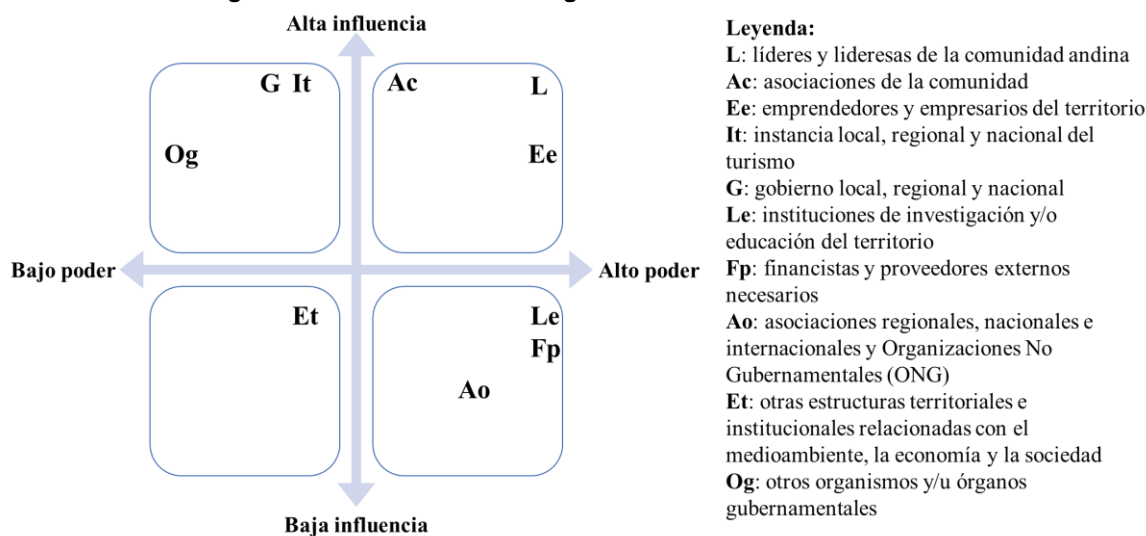 Alta influencia
G It
Ac
L
Og
Ee
Bajo poder
Alto poder
Et
Le
Fp
Ao
Baja influencia
Leyenda:
L: líderes y lideresas de la comunidad andina
Ac: asociaciones de la comunidad
Ee: emprendedores y empresarios del territorio
It: instancia local, regional y nacional del
turismo
G: gobierno local, regional y nacional
Le: instituciones de investigación y/o
educación del territorio
Fp: financistas y proveedores externos
necesarios
Ao: asociaciones regionales, nacionales e
internacionales y Organizaciones No
Gubernamentales (ONG)
Et: otras estructuras territoriales e
institucionales relacionadas con el
medioambiente, la economía y la sociedad
Og: otros organismos y/u órganos
gubernamentales